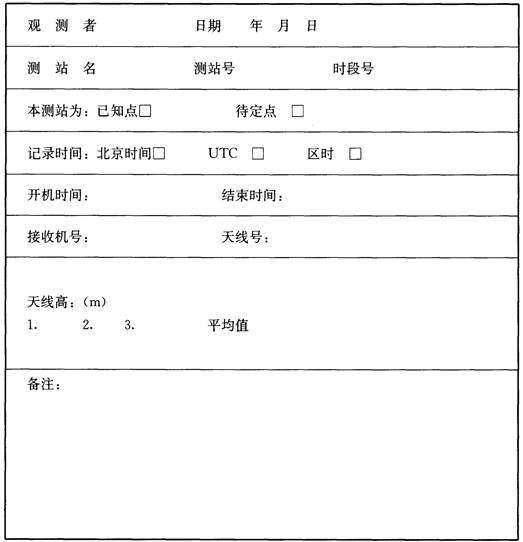 观 测 者 日期 年 月 日
测 站 名 测站号 时段号
本测站为：已知点□ 待定点 □
记录时间：北京时间□ UTC □ 区时 □
开机时间： 结束时间：
接收机号： 天线号：
天线高：（m）
1. 2. 3. 平均值
备注：